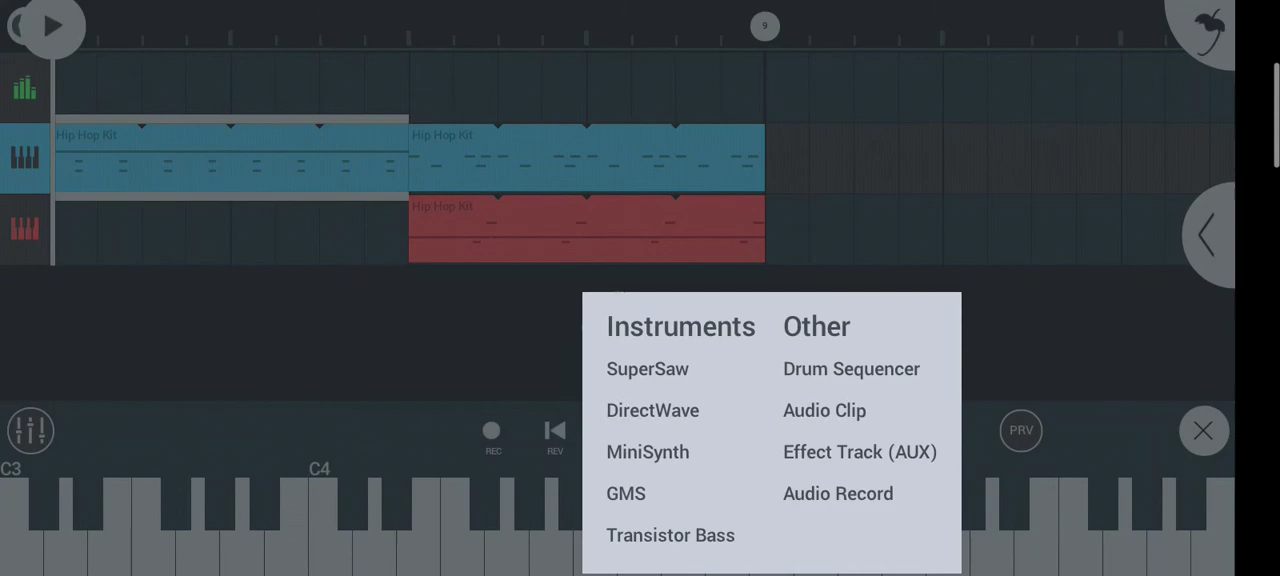 9
Hip Hop Kit
Hip Hop Kit
Hip Hop Kit
Instruments
Other
SuperSaw
Drum Sequencer
DirectWave
Audio Clip
MiniSynth
Effect Track (AUX)
GMS
Audio Record
Transistor Bass
REC
REV
PRV
C3
C4